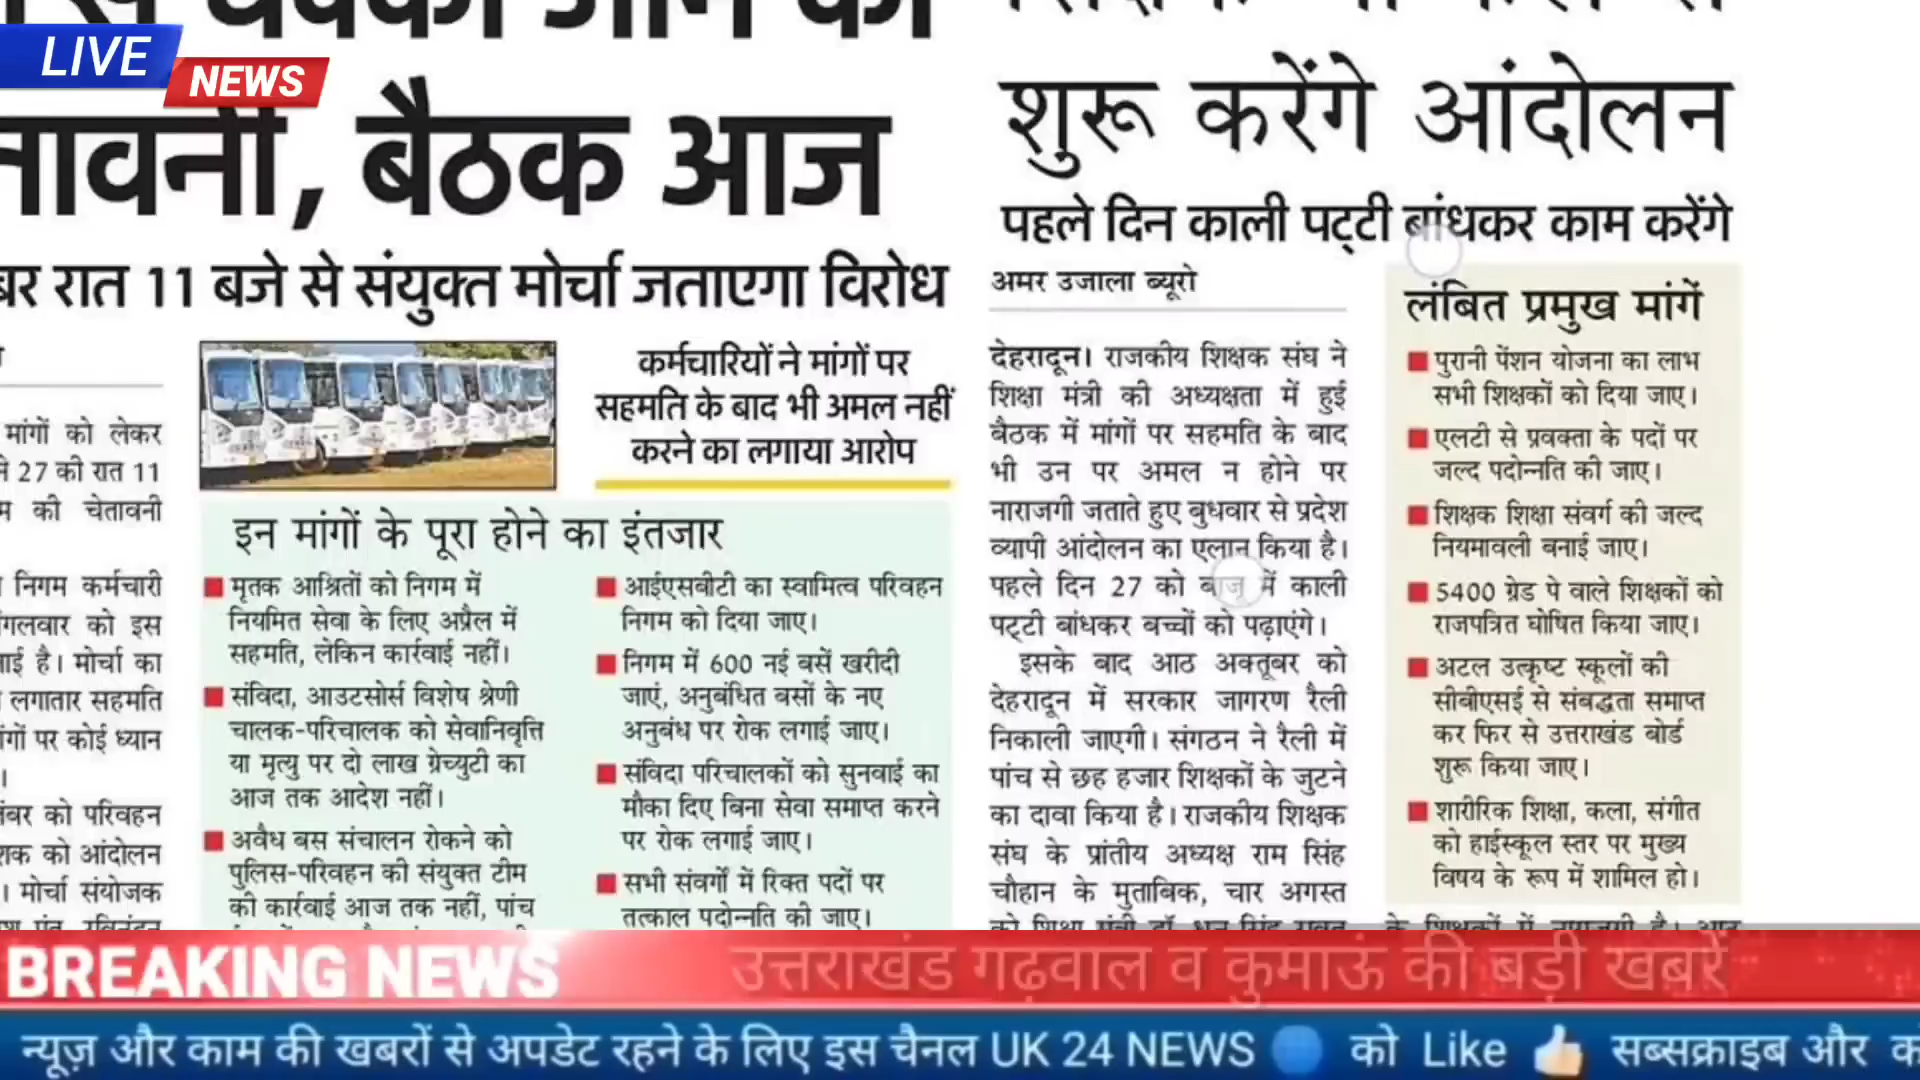 LIVE
NEWS
चक्का जाम की
, बैठक आज
रात 11 बजे से संयुक्त मोर्चा जताएगा विरोध
कर्मचारियों ने मांगों पर
सहमति के बाद भी अमल नहीं
करने का लगाया आरोप
मांगों को लेकर
27 की रात 11
की चेतावनी
निगम कर्मचारी
को इस
है। मोर्चा का
लगातार सहमति
पर कोई ध्यान
को परिवहन
को आंदोलन
। मोर्चा संयोजक
इन मांगों के पूरा होने का इंतजार
मृतक आश्रितों को निगम में
नियमित सेवा के लिए अप्रैल में
सहमति, लेकिन कार्रवाई नहीं।
संविदा, आउटसोर्स विशेष श्रेणी
चालक-परिचालक को सेवानिवृत्ति
या मृत्यु पर दो लाख ग्रेच्युटी का
आज तक आदेश नहीं।
अवैध बस संचालन रोकने को
पुलिस-परिवहन की संयुक्त टीम
की कार्रवाई आज तक नहीं, पांच
आईएसबीटी का स्वामित्व परिवहन
निगम को दिया जाए।
निगम में 600 नई बसें खरीदी
जाएं, अनुबंधित बसों के नए
अनुबंध पर रोक लगाई जाए।
संविदा परिचालकों को सुनवाई का
मौका दिए बिना सेवा समाप्त करने
पर रोक लगाई जाए।
सभी संवर्गों में रिक्त पदों पर
तत्काल पदोन्नति की जाए।
शुरू करेंगे आंदोलन
पहले दिन काली पट्टी बांधकर काम करेंगे
अमर उजाला ब्यूरो
देहरादून। राजकीय शिक्षक संघ ने
शिक्षा मंत्री की अध्यक्षता में हुई
बैठक में मांगों पर सहमति के बाद
भी उन पर अमल न होने पर
नाराजगी जताते हुए बुधवार से प्रदेश
व्यापी आंदोलन का एलान किया है।
पहले दिन 27 को बाजू में काली
पट्टी बांधकर बच्चों को पढ़ाएंगे।
इसके बाद आठ अक्तूबर को
देहरादून में सरकार जागरण रैली
निकाली जाएगी। संगठन ने रैली में
पांच से छह हजार शिक्षकों के जुटने
का दावा किया है। राजकीय शिक्षक
संघ के प्रांतीय अध्यक्ष राम सिंह
चौहान के मुताबिक, चार अगस्त
लंबित प्रमुख मांगें
पुरानी पेंशन योजना का लाभ
सभी शिक्षकों को दिया जाए।
एलटी से प्रवक्ता के पदों पर
जल्द पदोन्नति की जाए।
शिक्षक शिक्षा संवर्ग की जल्द
नियमावली बनाई जाए।
5400 ग्रेड पे वाले शिक्षकों को
राजपत्रित घोषित किया जाए।
अटल उत्कृष्ट स्कूलों की
सीबीएसई से संबद्धता समाप्त
कर फिर से उत्तराखंड बोर्ड
शुरू किया जाए।
शारीरिक शिक्षा, कला, संगीत
को हाईस्कूल स्तर पर मुख्य
विषय के रूप में शामिल हो।
BREAKING NEWS
उत्तराखंड गढ़वाल व कुमाऊं की बड़ी खबरें
न्यूज़ और काम की खबरों से अपडेट रहने के लिए इस चैनल UK 24 NEWS 🔵 को Like 👍 सब्सक्राइब और